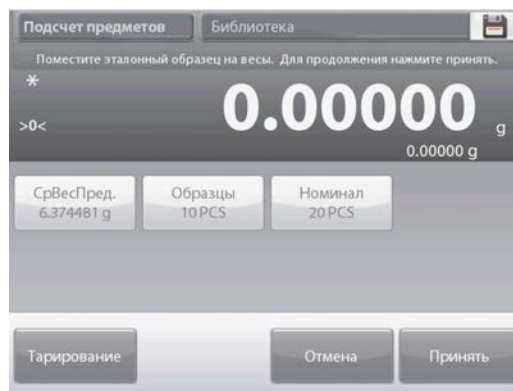 Подсчет предметов Библиотека
Поместите эталонный образец на весы. Для продолжения нажмите принять.
*
>0<
0.00000 g
0.00000 g
СрВесПред. Образцы Номинал
6.374481 g 10 PCS 20 PCS
Тарирование Отмена Принять